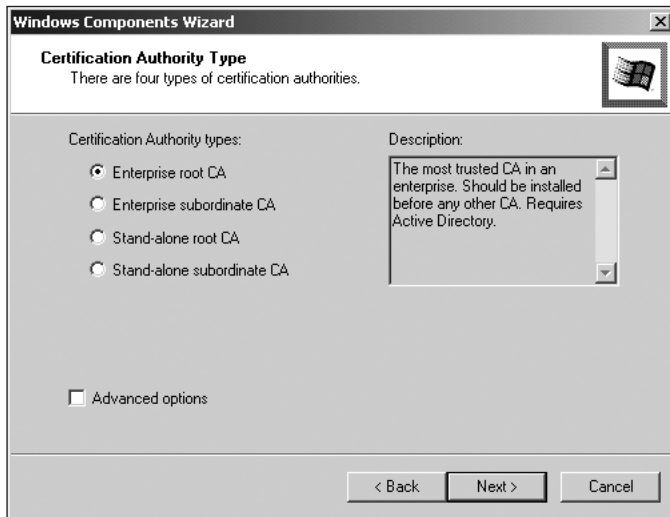 Windows Components Wizard
Certification Authority Type
There are four types of certification authorities.
Certification Authority types:
Enterprise root CA
Enterprise subordinate CA
Stand-alone root CA
Stand-alone subordinate CA
Description:
The most trusted CA in an
enterprise. Should be installed
before any other CA. Requires
Active Directory.
Advanced options
< Back
Next >
Cancel